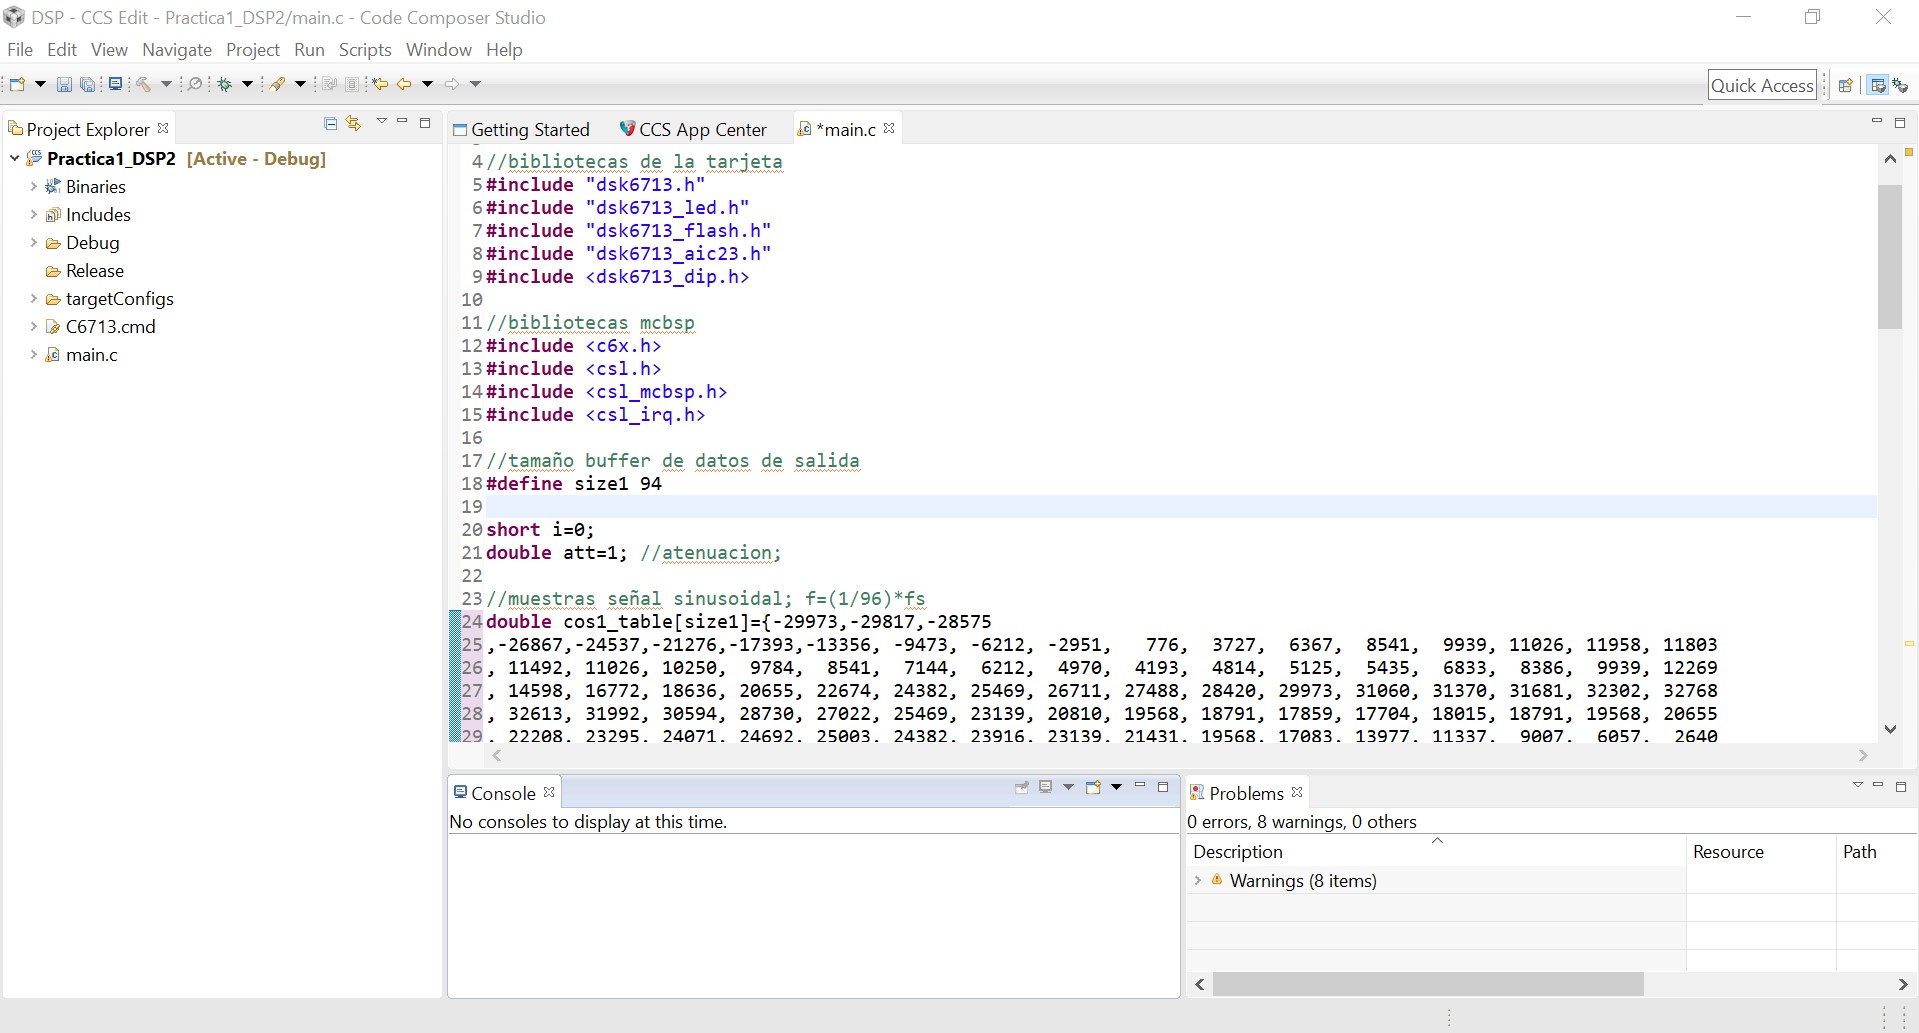 DSP - CCS Edit - Practica1_DSP2/main.c - Code Composer Studio
File Edit View Navigate Project Run Scripts Window Help
Quick Access
Project Explorer
Practica1_DSP2 [Active - Debug]
Binaries
Includes
Debug
Release
targetConfigs
C6713.cmd
main.c
Getting Started CCS App Center *main.c
4 //bibliotecas de la tarjeta
5 #include "dsk6713.h"
6 #include "dsk6713_led.h"
7 #include "dsk6713_flash.h"
8 #include "dsk6713_aic23.h"
9 #include <dsk6713_dip.h>
10
11 //bibliotecas mcbsp
12 #include <c6x.h>
13 #include <csl.h>
14 #include <csl_mcbsp.h>
15 #include <csl_irq.h>
16
17 //tamaño buffer de datos de salida
18 #define size1 94
19
20 short i=0;
21 double att=1; //atenuacion;
22
23 //muestras señal sinusoidal; f=(1/96)*fs
24 double cos1_table[size1]={-29973,-29817,-28575
25 ,-26867,-24537,-21276,-17393,-13356, -9473, -6212, -2951, 776, 3727, 6367, 8541, 9939, 11026, 11958, 11803
26 , 11492, 11026, 10250, 9784, 8541, 7144, 6212, 4970, 4193, 4814, 5125, 5435, 6833, 8386, 9939, 12269
27 , 14598, 16772, 18636, 20655, 22674, 24382, 25469, 26711, 27488, 28420, 29973, 31060, 31370, 31681, 32302, 32768
28 , 32613, 31992, 30594, 28730, 27022, 25469, 23139, 20810, 19568, 18791, 17859, 17704, 18015, 18791, 19568, 20655
29 , 22208, 23295, 24071, 24692, 25003, 24382, 23916, 23139, 21431, 19568, 17083, 13977, 11337, 9007, 6057, 2640
Console
No consoles to display at this time.
Problems
0 errors, 8 warnings, 0 others
Description Resource Path
Warnings (8 items)